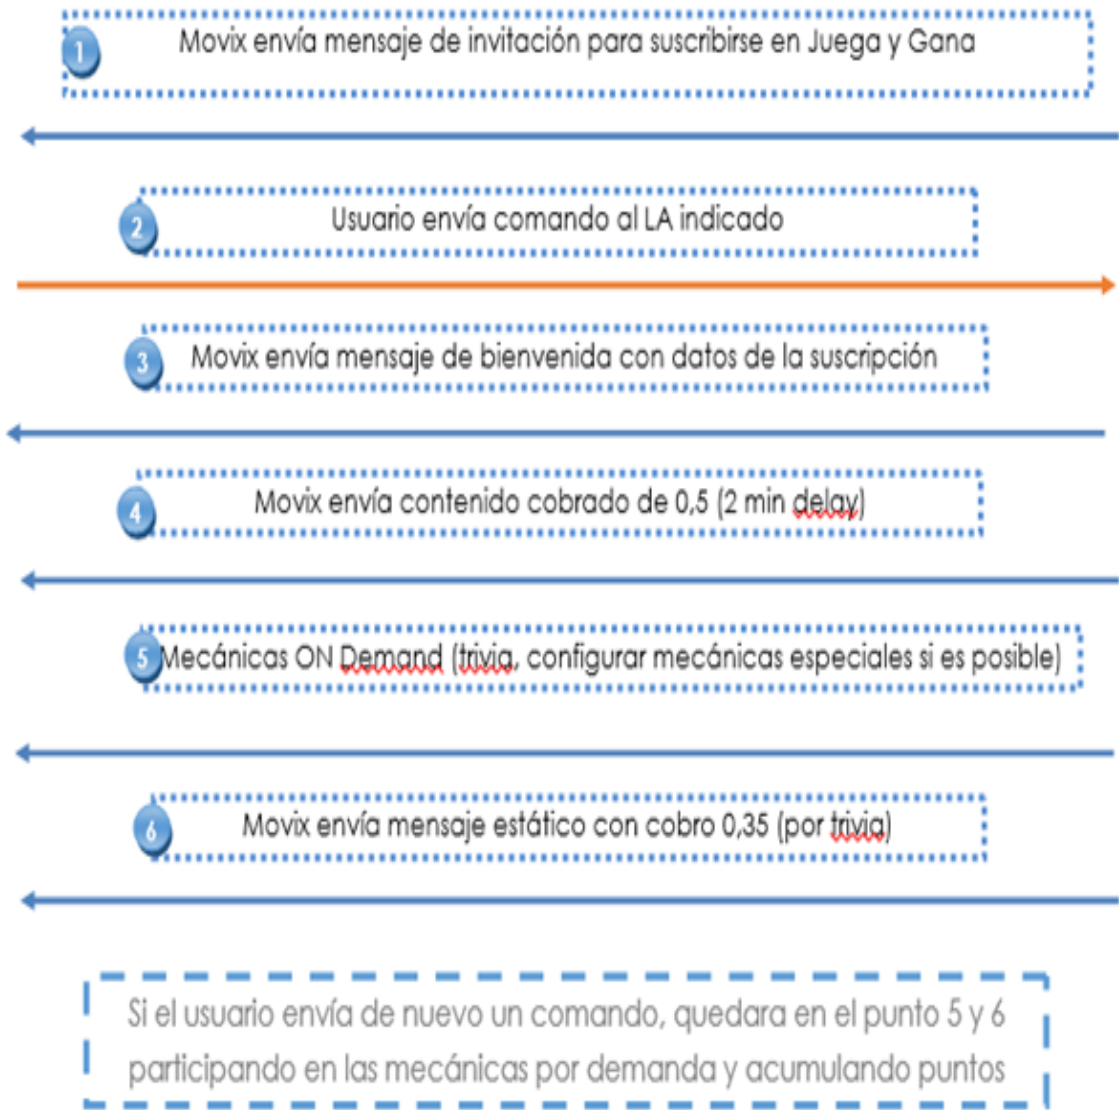 1 Movix envía mensaje de invitación para suscribirse en Juega y Gana
2 Usuario envía comando al LA indicado
3 Movix envía mensaje de bienvenida con datos de la suscripción
4 Movix envía contenido cobrado de 0,5 (2 min delay)
5 Mecánicas ON Demand (trivia, configurar mecánicas especiales si es posible)
6 Movix envía mensaje estático con cobro 0,35 (por trivia)
Si el usuario envía de nuevo un comando, quedara en el punto 5 y 6
participando en las mecánicas por demanda y acumulando puntos